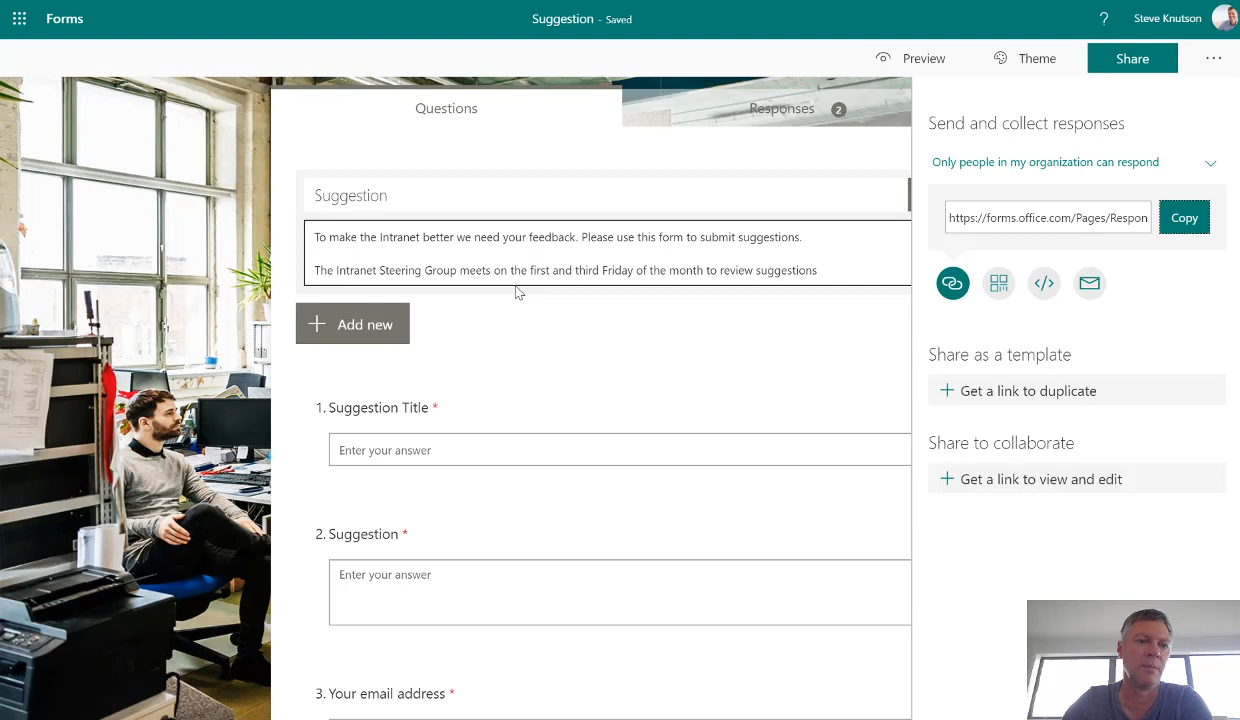 Forms
Suggestion - Saved
?
Steve Knutson
Preview
Theme
Share
...
Questions
Responses 2
Suggestion
To make the Intranet better we need your feedback. Please use this form to submit suggestions.
The Intranet Steering Group meets on the first and third Friday of the month to review suggestions
+ Add new
1. Suggestion Title *
Enter your answer
2. Suggestion *
Enter your answer
3. Your email address *
Send and collect responses
Only people in my organization can respond
https://forms.office.com/Pages/Respon
Copy
Share as a template
+ Get a link to duplicate
Share to collaborate
+ Get a link to view and edit